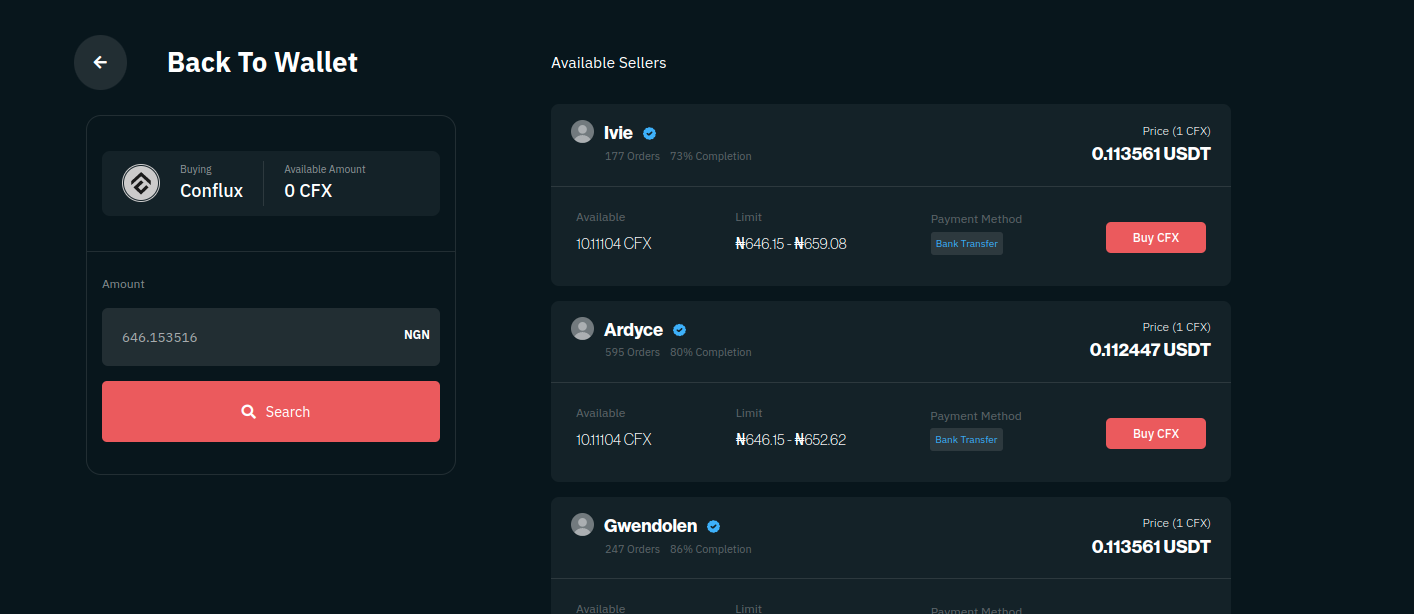 Back To Wallet
Buying
Conflux
Available Amount
0 CFX
Amount
646.153516
NGN
Search
Available Sellers
Ivie
177 Orders 73% Completion
Price (1 CFX)
0.113561 USDT
Available
10.11104 CFX
Limit
₦646.15 - ₦659.08
Payment Method
Bank Transfer
Buy CFX
Ardyce
595 Orders 80% Completion
Price (1 CFX)
0.112447 USDT
Available
10.11104 CFX
Limit
₦646.15 - ₦652.62
Payment Method
Bank Transfer
Buy CFX
Gwendolen
247 Orders 86% Completion
Price (1 CFX)
0.113561 USDT
Available
Limit
Payment Method